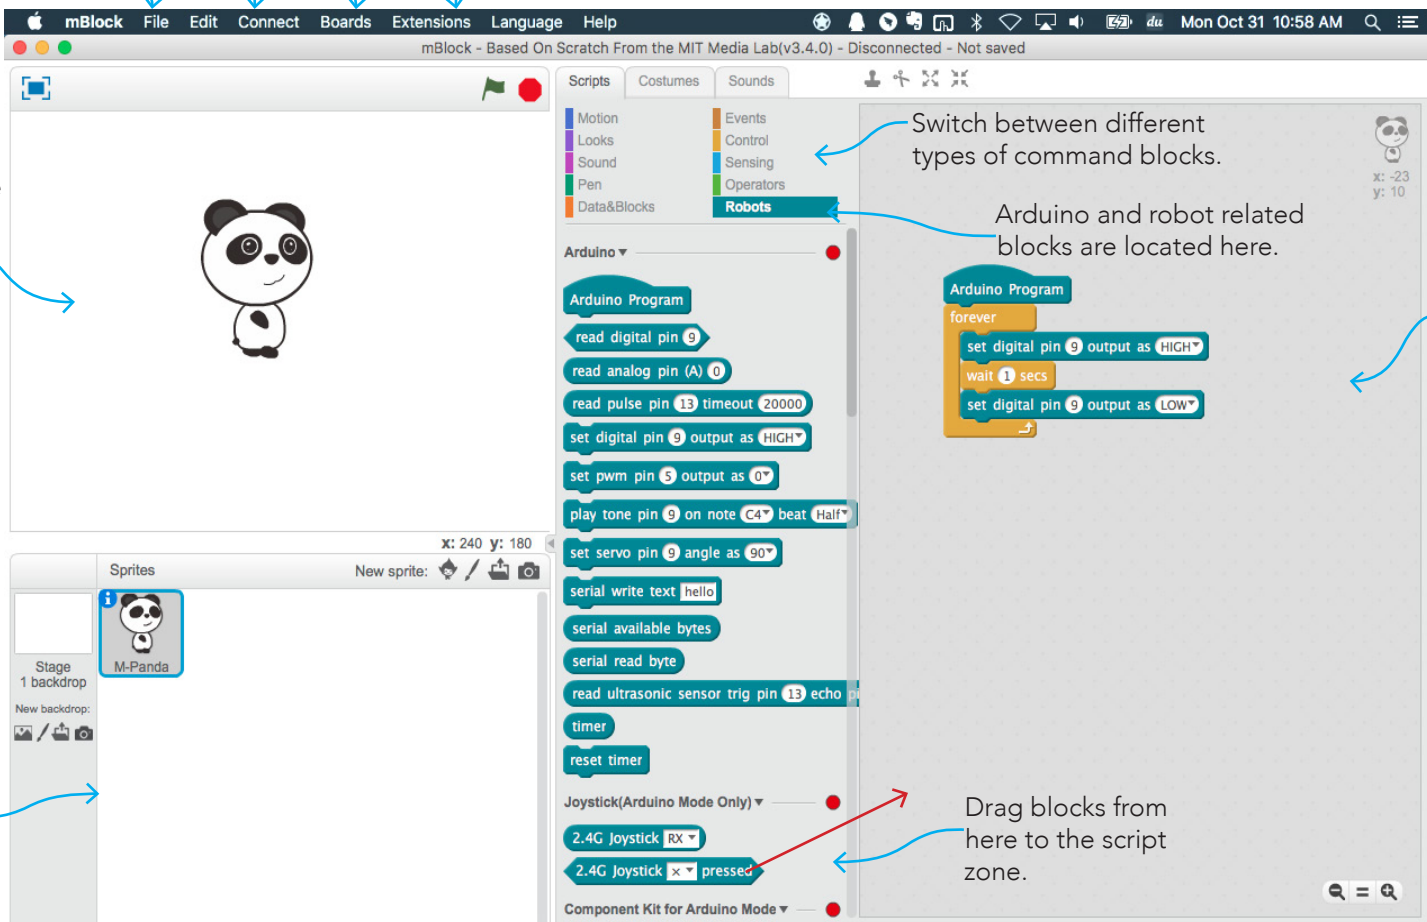 mBlock File Edit Connect Boards Extensions Language Help
du Mon Oct 31 10:58 AM
mBlock - Based On Scratch From the MIT Media Lab(v3.4.0) - Disconnected - Not saved
Scripts Costumes Sounds
Motion Events
Looks Control
Sound Sensing
Pen Operators
Data&Blocks Robots
Switch between different
types of command blocks.
x: -23
y: 10
Arduino and robot related
blocks are located here.
Arduino
Arduino Program
read digital pin 9
read analog pin (A) 0
read pulse pin 13 timeout 20000
set digital pin 9 output as HIGH
set pwm pin 5 output as 0
play tone pin 9 on note C4 beat Half
set servo pin 9 angle as 90
serial write text hello
serial available bytes
serial read byte
read ultrasonic sensor trig pin 13 echo pi
timer
reset timer
Joystick(Arduino Mode Only)
2.4G Joystick RX
2.4G Joystick × pressed
Component Kit for Arduino Mode
Arduino Program
forever
set digital pin 9 output as HIGH
wait 1 secs
set digital pin 9 output as LOW
Drag blocks from
here to the script
zone.
x: 240 y: 180
Sprites New sprite:
i
M-Panda
Stage
1 backdrop
New backdrop: